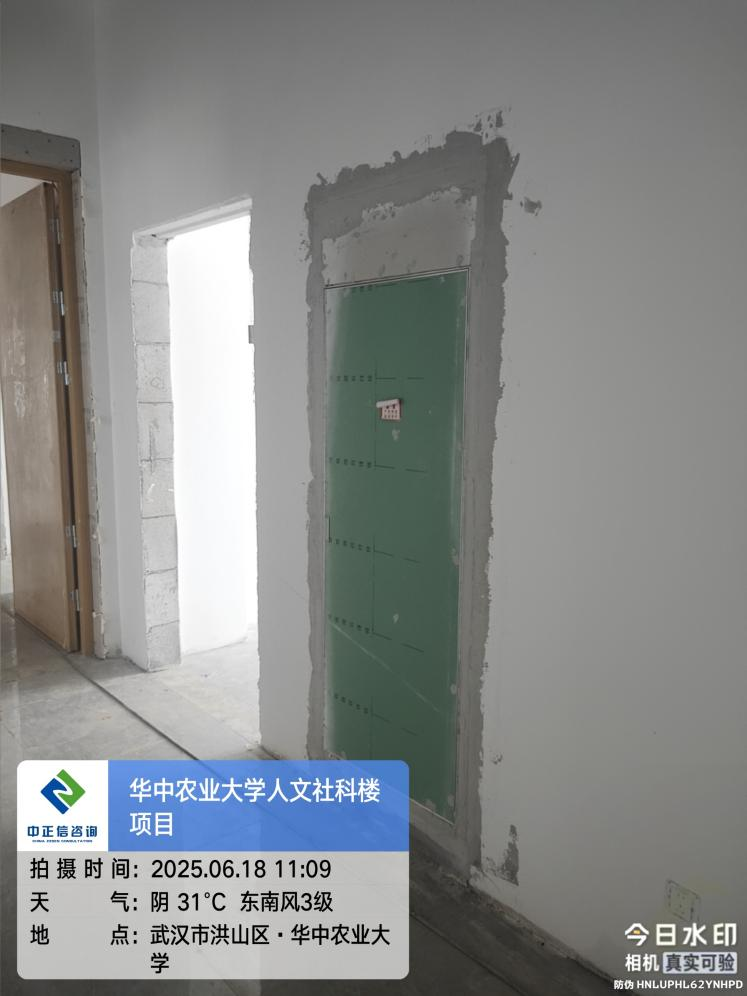 中正信咨询
CHINA ZOSEN CONSULTATION
华中农业大学人文社科楼
项目
拍摄时间：2025.06.18 11:09
天气：阴 31℃ 东南风3级
地点：武汉市洪山区·华中农业大
学
今日水印
相机 真实可验
防伪 HNLUPHL62YNHPD